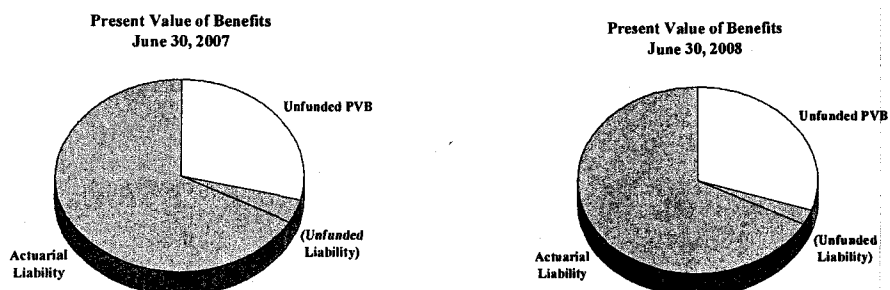 Present Value of Benefits
June 30, 2007
Unfunded PVB
(Unfunded
Liability)
Actuarial
Liability
Present Value of Benefits
June 30, 2008
Unfunded PVB
(Unfunded
Liability)
Actuarial
Liability